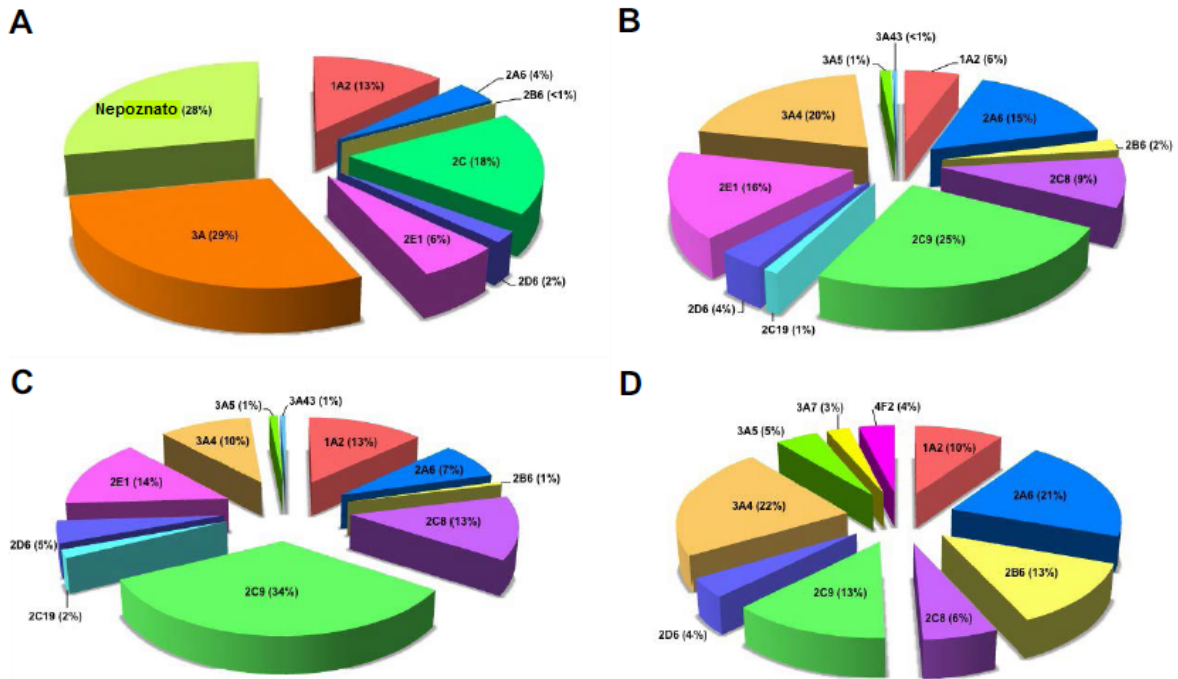 A
Nepoznato (28%)
1A2 (13%)
2A6 (4%)
2B6 (<1%)
2C (18%)
2D6 (2%)
2E1 (6%)
3A (29%)
B
3A43 (<1%)
3A5 (1%)
1A2 (6%)
3A4 (20%)
2A6 (15%)
2B6 (2%)
2C8 (9%)
2E1 (16%)
2C9 (25%)
2D6 (4%)
2C19 (1%)
C
3A5 (1%)
3A43 (1%)
3A4 (10%)
1A2 (13%)
2A6 (7%)
2B6 (1%)
2E1 (14%)
2C8 (13%)
2D6 (5%)
2C9 (34%)
2C19 (2%)
D
3A7 (3%)
4F2 (4%)
3A5 (5%)
1A2 (10%)
3A4 (22%)
2A6 (21%)
2B6 (13%)
2C9 (13%)
2C8 (6%)
2D6 (4%)